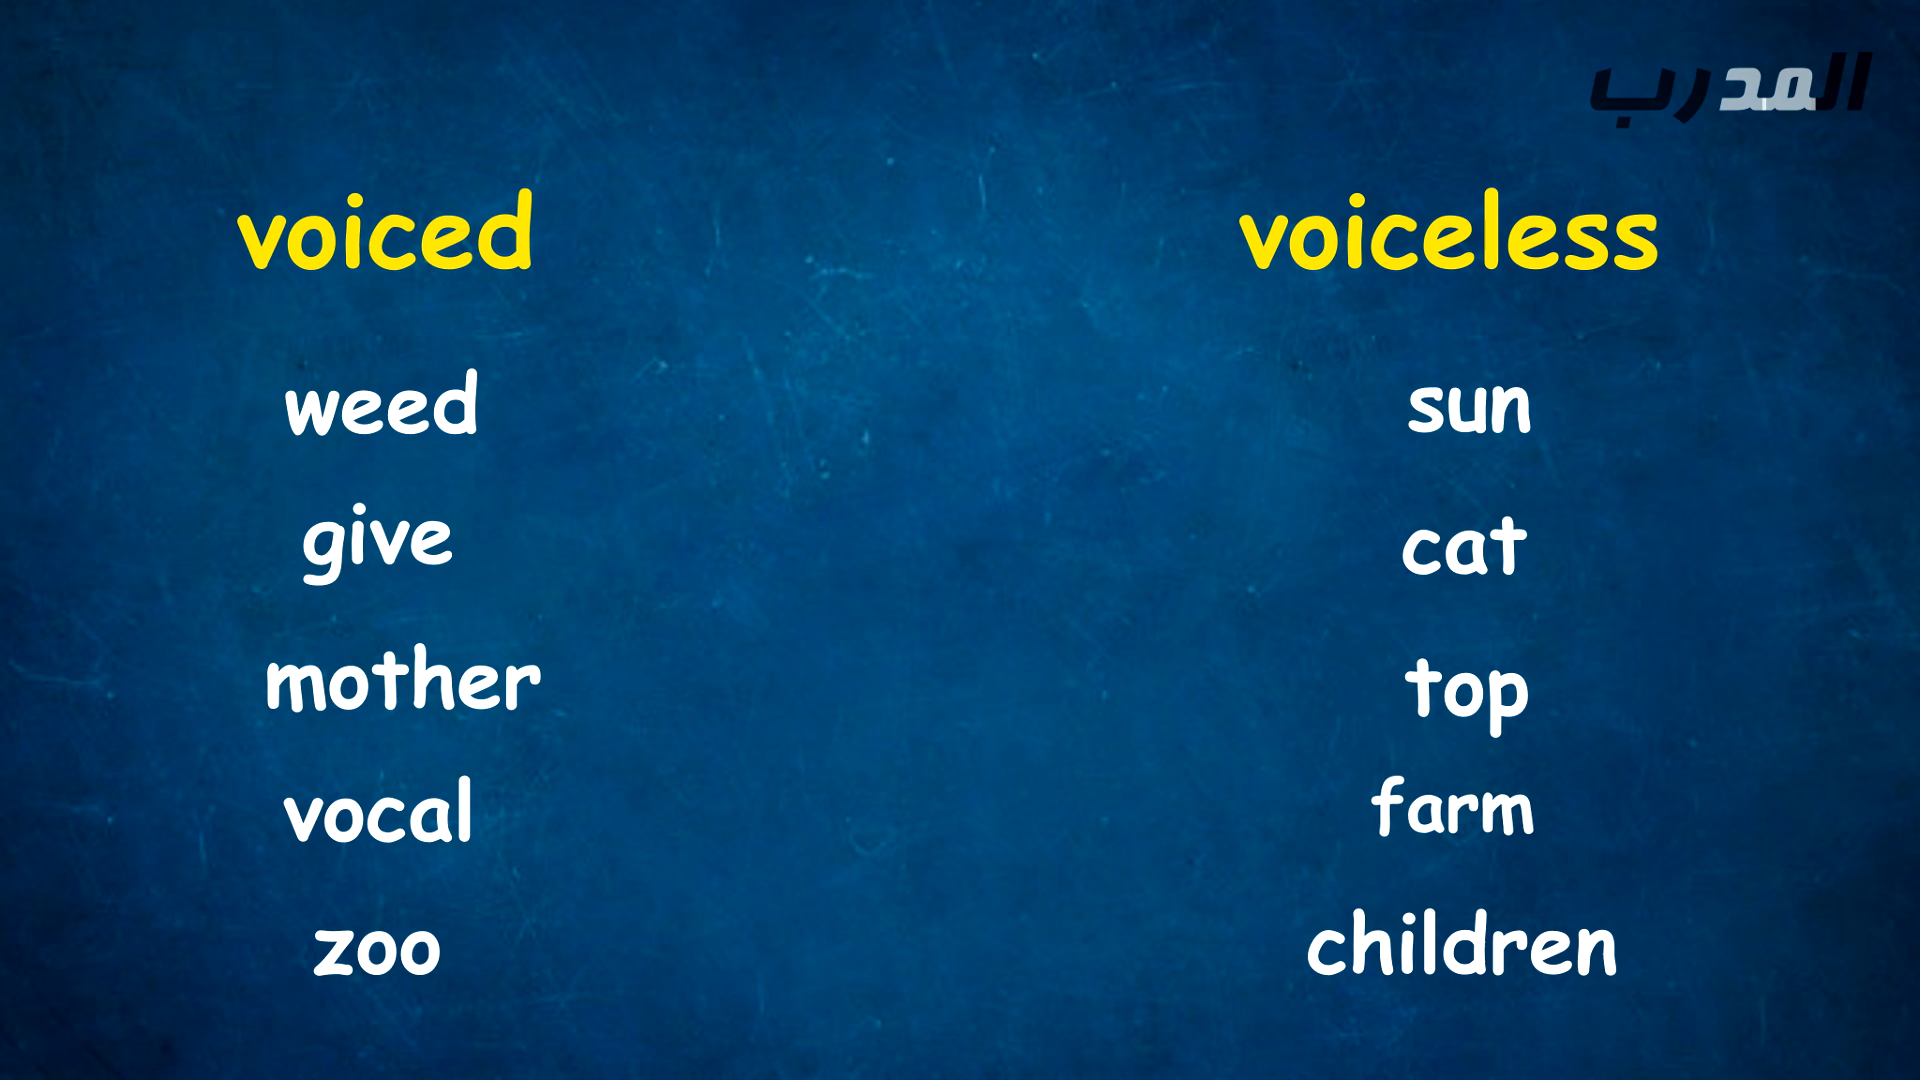 المدرب
voiced
voiceless
weed
sun
give
cat
mother
top
vocal
farm
zoo
children